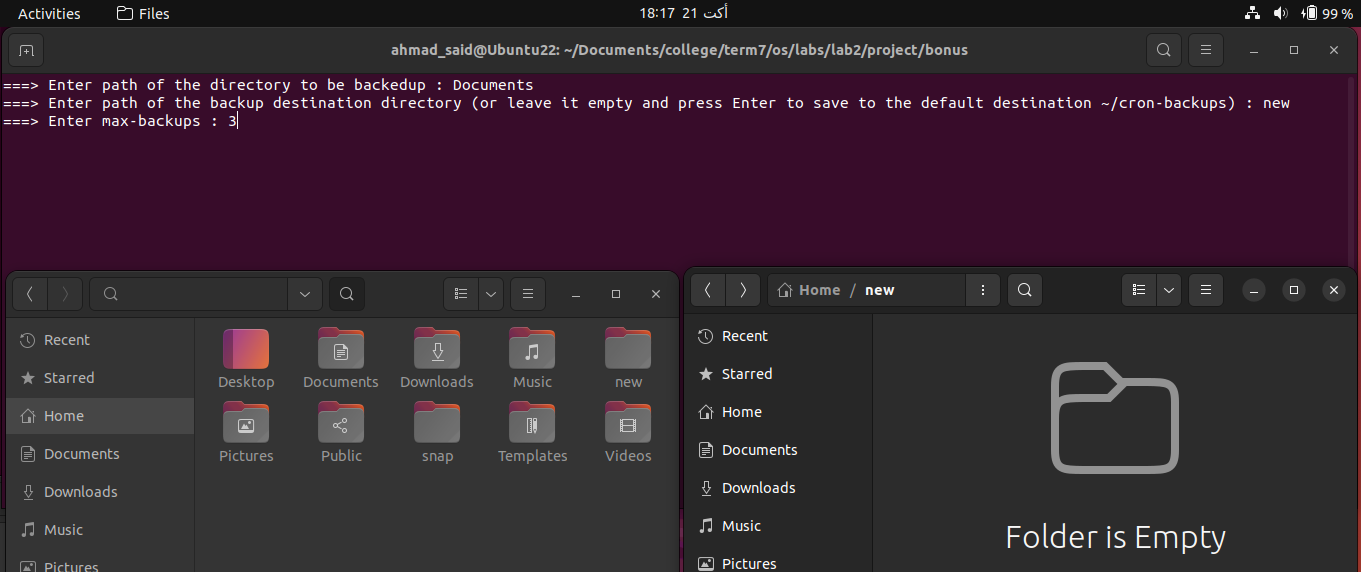 Activities Files 18:17 21 أكت 99 %
ahmad_said@Ubuntu22: ~/Documents/college/term7/os/labs/lab2/project/bonus
===> Enter path of the directory to be backedup : Documents
===> Enter path of the backup destination directory (or leave it empty and press Enter to save to the default destination ~/cron-backups) : new
===> Enter max-backups : 3
Recent
Starred
Home
Documents
Downloads
Music
Pictures
Desktop Documents Downloads Music new
Pictures Public snap Templates Videos
Home / new
Recent
Starred
Home
Documents
Downloads
Music
Pictures
Folder is Empty